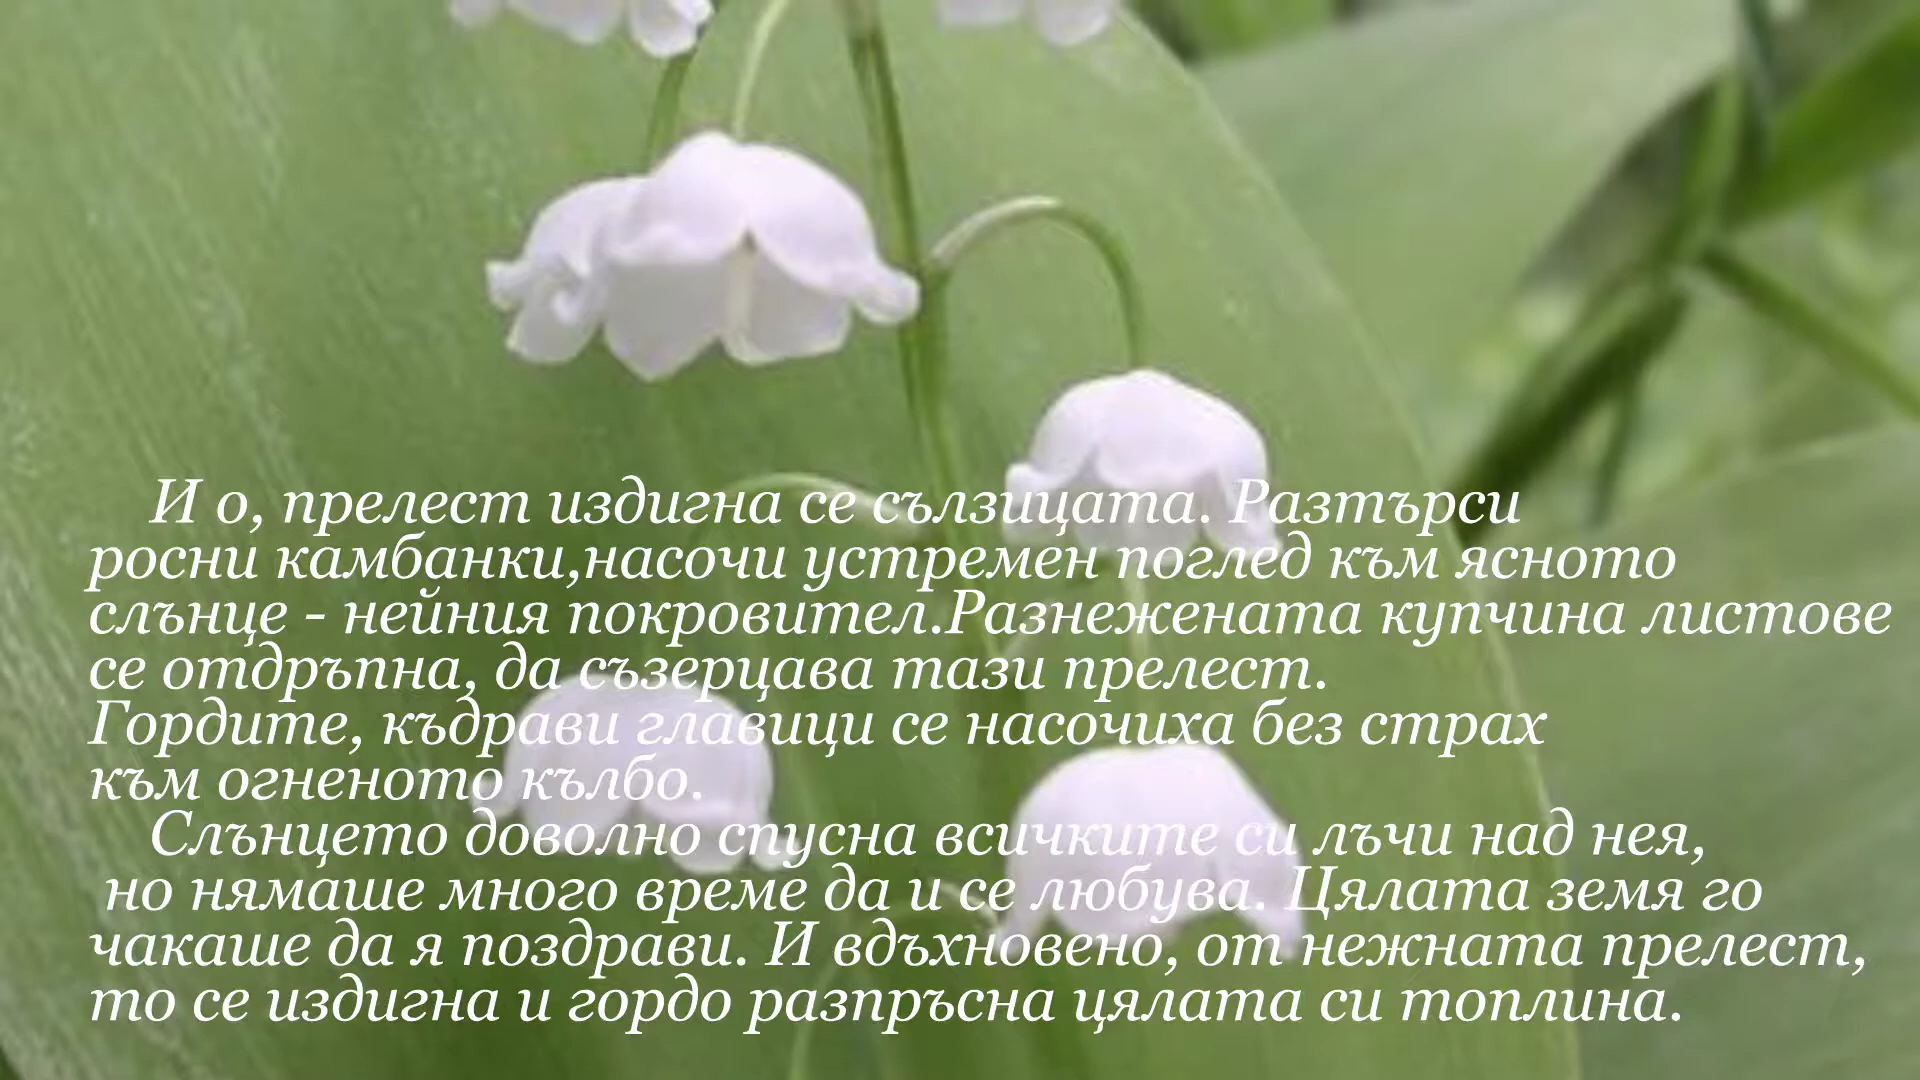 И о, прелест издигна се сълзицата. Разтърси
росни камбанки,насочи устремен поглед към ясното
слънце - нейния покровител.Разнежената купчина листове
се отдръпна, да съзерцава тази прелест.
Гордите, къдрави главици се насочиха без страх
към огненото кълбо.
Слънцето доволно спусна всичките си лъчи над нея,
но нямаше много време да и се любува. Цялата земя го
чакаше да я поздрави. И вдъхновено, от нежната прелест,
то се издигна и гордо разпръсна цялата си топлина.